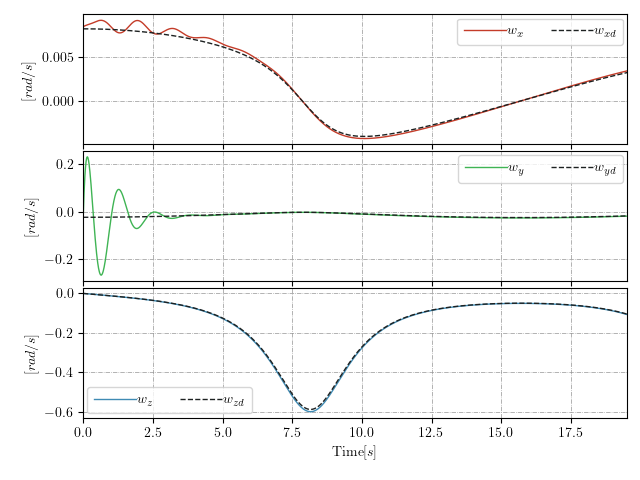 w_x w_xd
0.005
0.000
[rad/s]
w_y w_yd
0.2
0.0
−0.2
[rad/s]
0.0
−0.2
−0.4
−0.6
[rad/s]
w_z w_zd
0.0 2.5 5.0 7.5 10.0 12.5 15.0 17.5
Time[s]